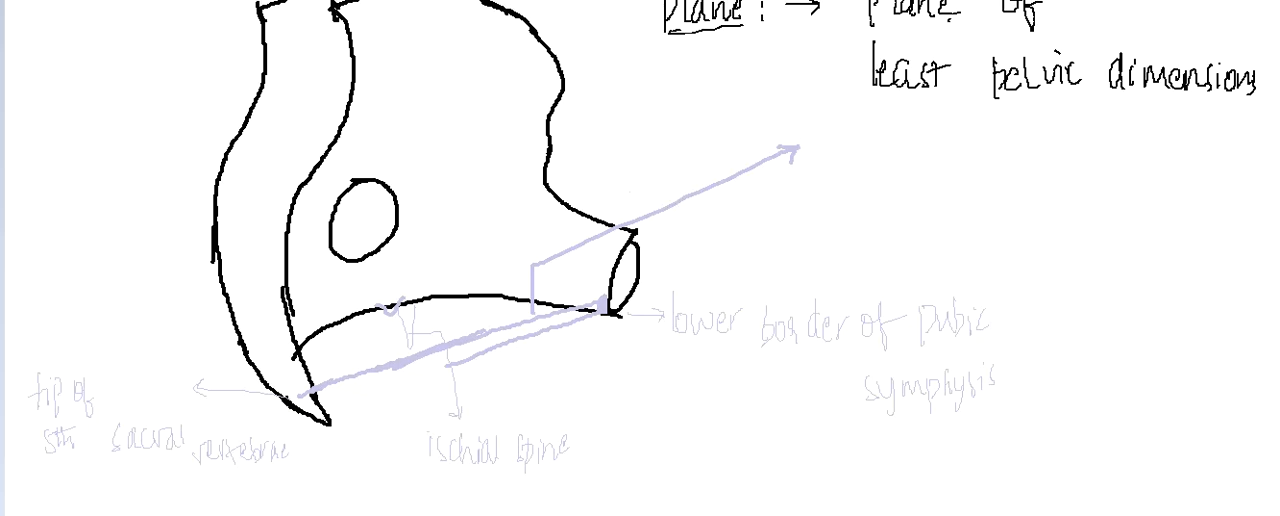 plane : → plane of
least pelvic dimensions
→ lower border of pubic
symphysis
tip of
5th sacral vertebrae
ischial spine